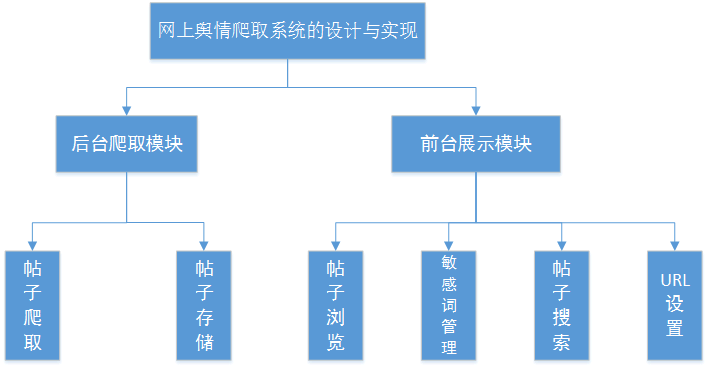 网上舆情爬取系统的设计与实现
后台爬取模块
前台展示模块
帖子爬取
帖子存储
帖子浏览
敏感词管理
帖子搜索
URL设置